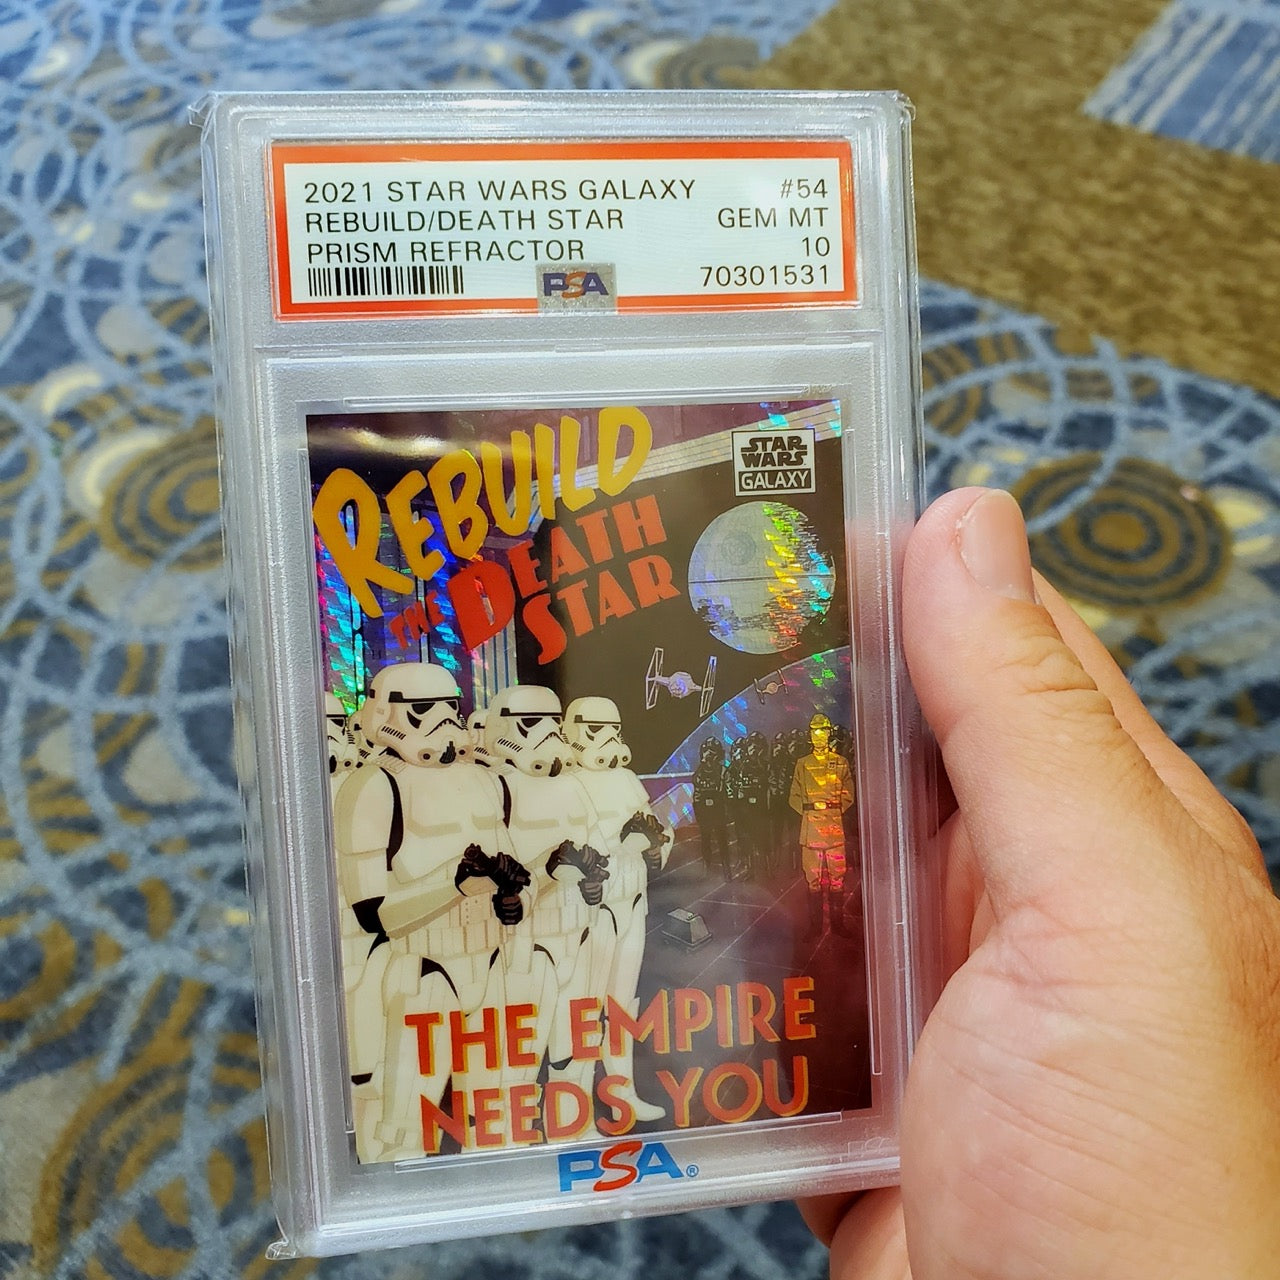 2021 STAR WARS GALAXY #54
REBUILD/DEATH STAR GEM MT
PRISM REFRACTOR 10
70301531
PSA
REBUILD
THE DEATH
STAR
STAR
WARS
GALAXY
THE EMPIRE
NEEDS YOU
PSA®